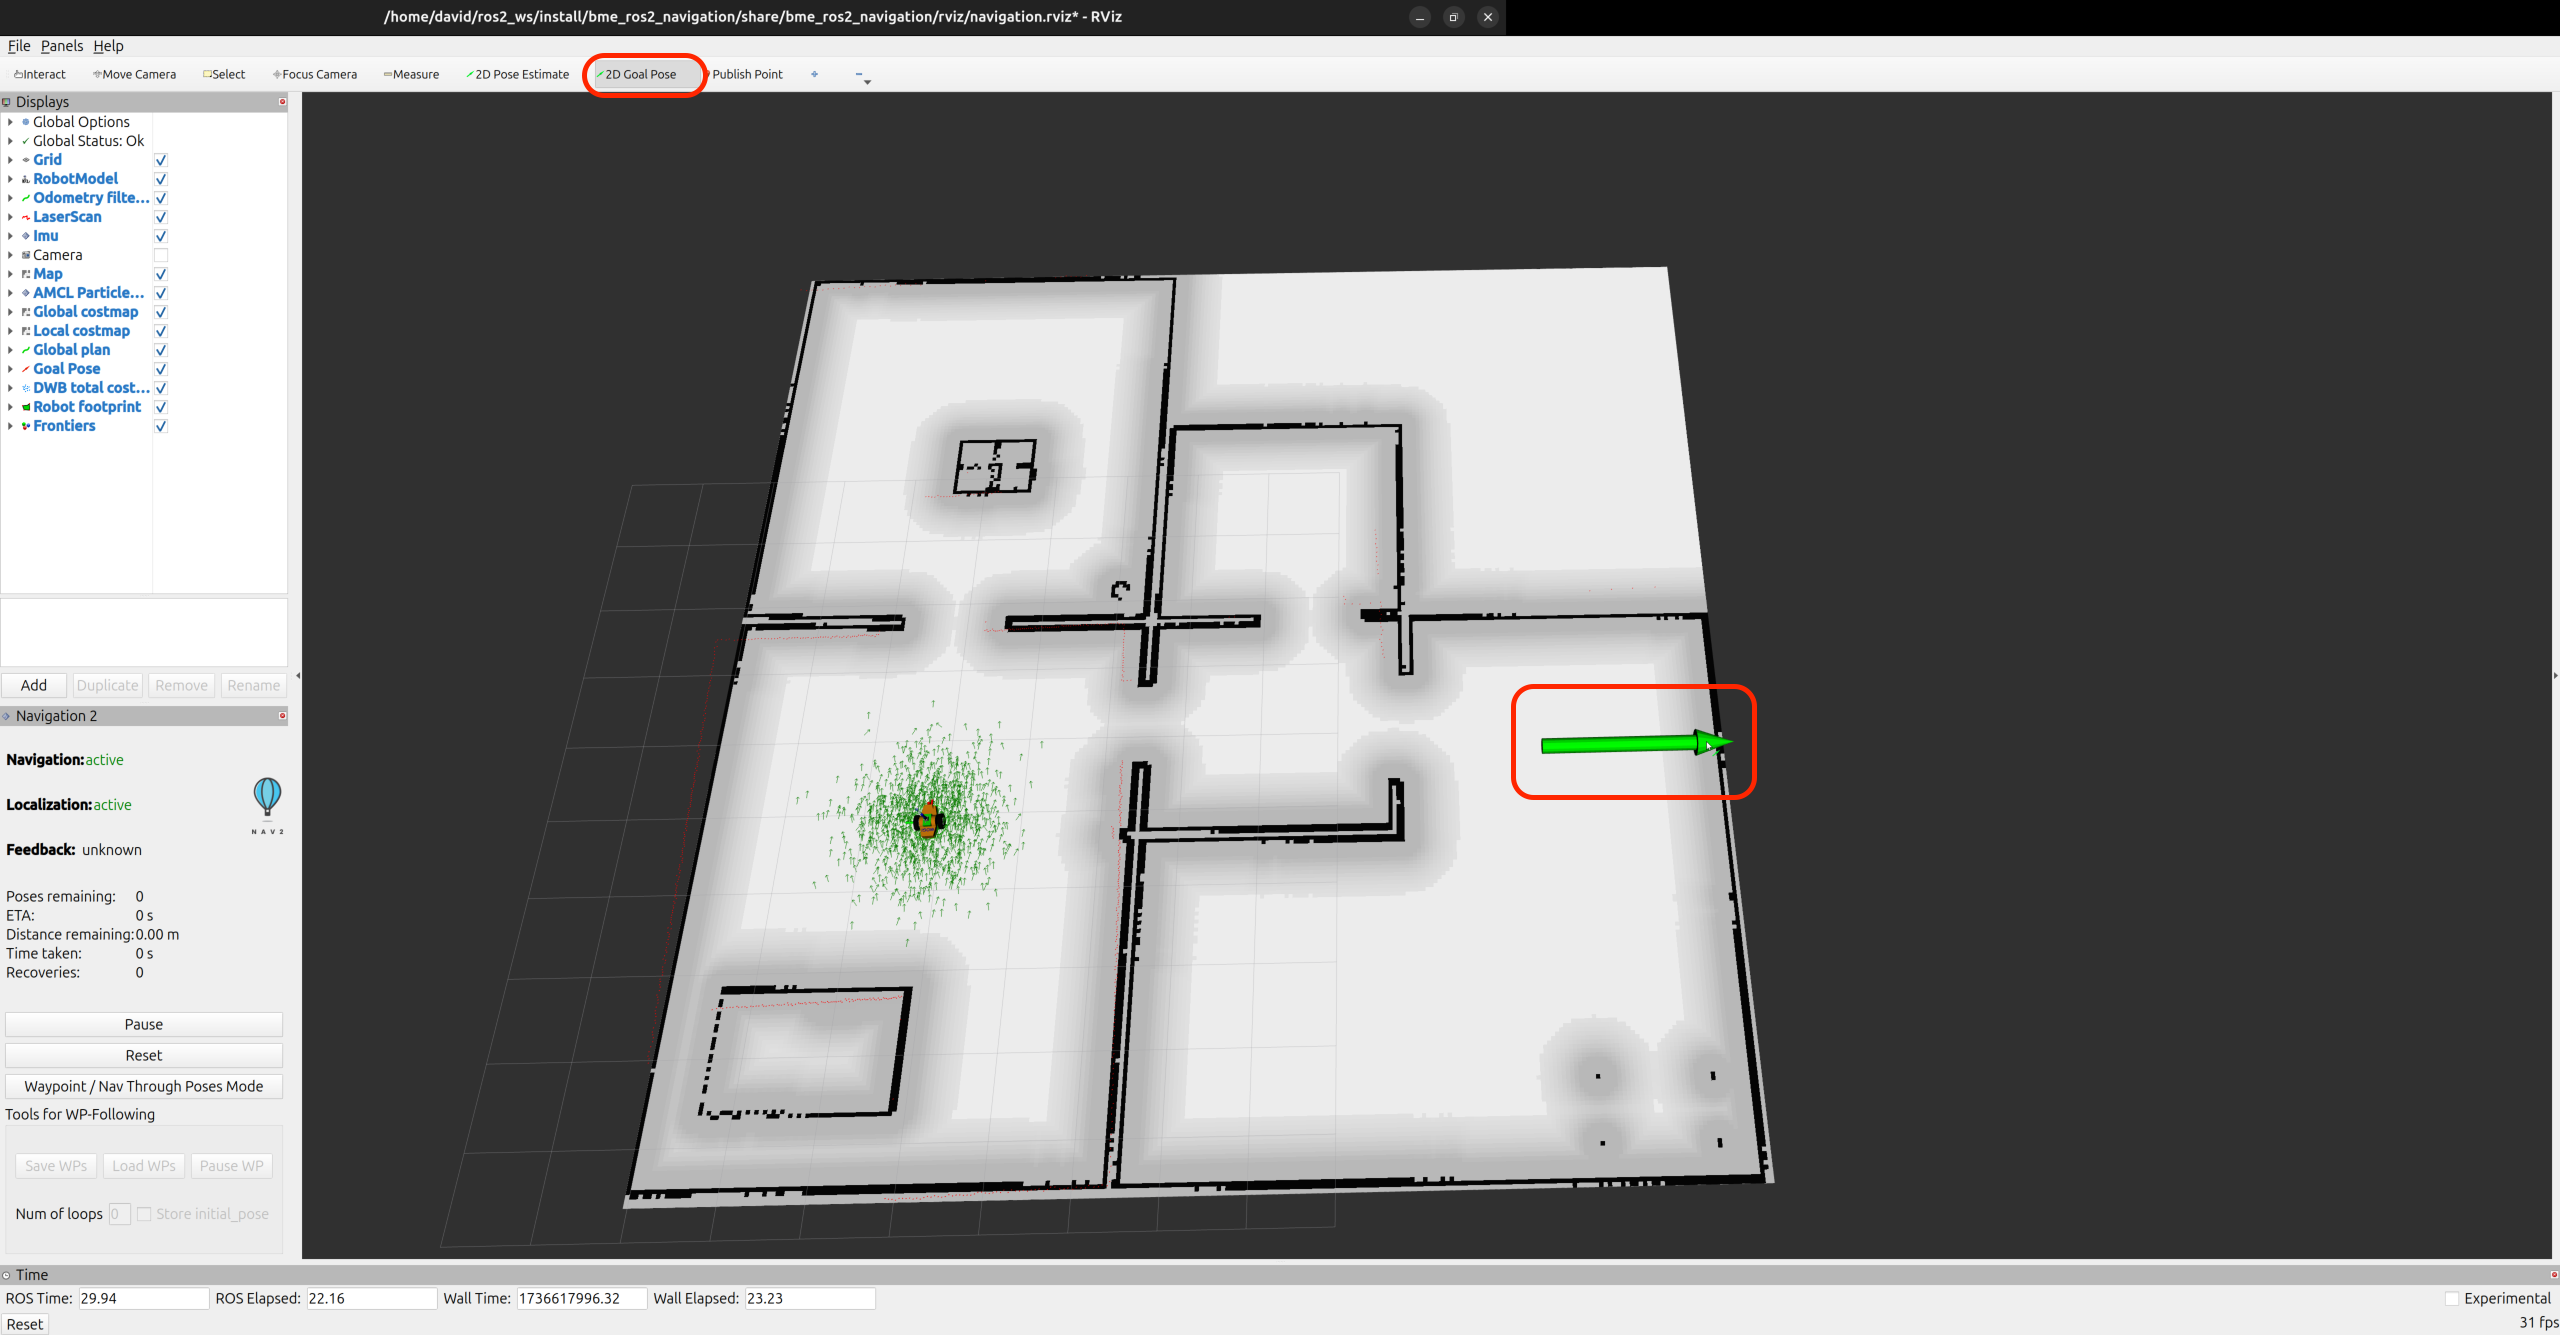 /home/david/ros2_ws/install/bme_ros2_navigation/share/bme_ros2_navigation/rviz/navigation.rviz* - RViz
File Panels Help
Interact Move Camera Select Focus Camera Measure 2D Pose Estimate 2D Goal Pose Publish Point
Displays
Global Options
Global Status: Ok
Grid
RobotModel
Odometry filte...
LaserScan
Imu
Camera
Map
AMCL Particle...
Global costmap
Local costmap
Global plan
Goal Pose
DWB total cost...
Robot footprint
Frontiers
Add Duplicate Remove Rename
Navigation 2
Navigation: active
Localization: active
NAV2
Feedback: unknown
Poses remaining: 0
ETA: 0 s
Distance remaining: 0.00 m
Time taken: 0 s
Recoveries: 0
Pause
Reset
Waypoint / Nav Through Poses Mode
Tools for WP-Following
Save WPs Load WPs Pause WP
Num of loops 0 Store initial_pose
Time
ROS Time: 29.94 ROS Elapsed: 22.16 Wall Time: 1736617996.32 Wall Elapsed: 23.23 Experimental
Reset 31 fps